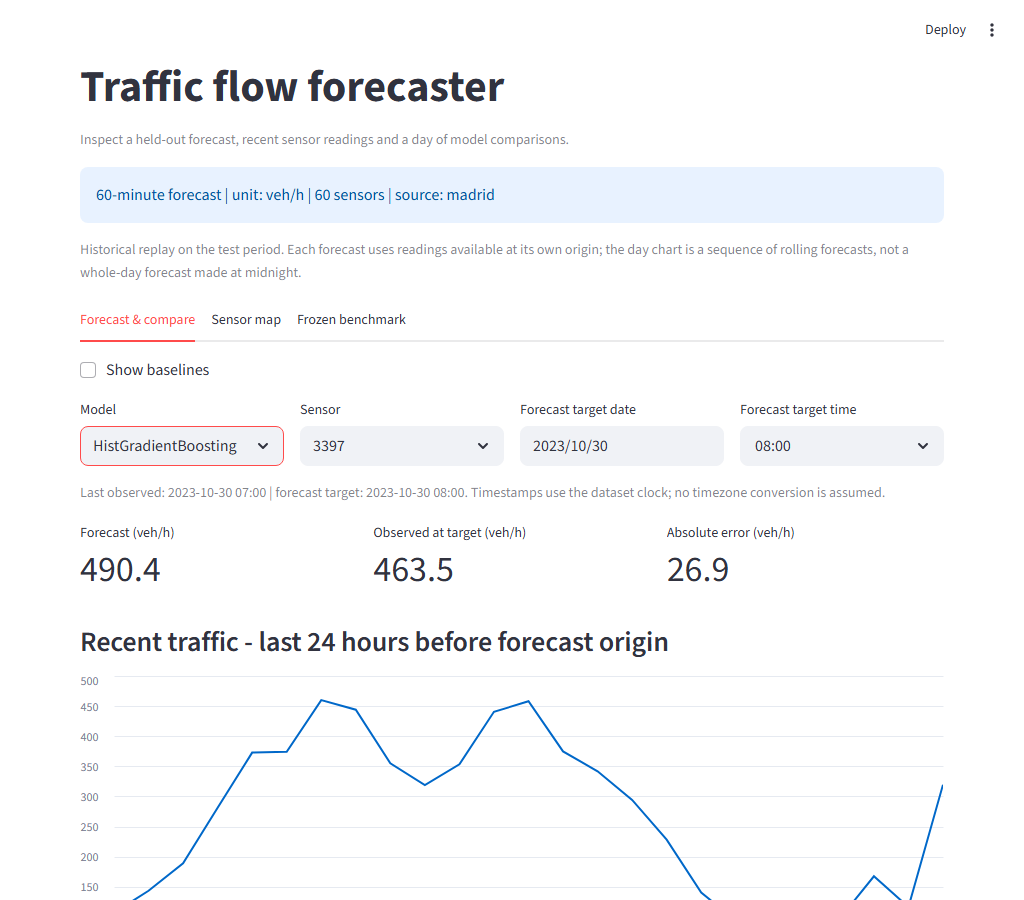 Deploy
Traffic flow forecaster
Inspect a held-out forecast, recent sensor readings and a day of model comparisons.
60-minute forecast | unit: veh/h | 60 sensors | source: madrid
Historical replay on the test period. Each forecast uses readings available at its own origin; the day chart is a sequence of rolling forecasts, not a
whole-day forecast made at midnight.
Forecast & compare Sensor map Frozen benchmark
Show baselines
Model Sensor Forecast target date Forecast target time
HistGradientBoosting 3397 2023/10/30 08:00
Last observed: 2023-10-30 07:00 | forecast target: 2023-10-30 08:00. Timestamps use the dataset clock; no timezone conversion is assumed.
Forecast (veh/h) Observed at target (veh/h) Absolute error (veh/h)
490.4 463.5 26.9
Recent traffic - last 24 hours before forecast origin
500
450
400
350
300
250
200
150